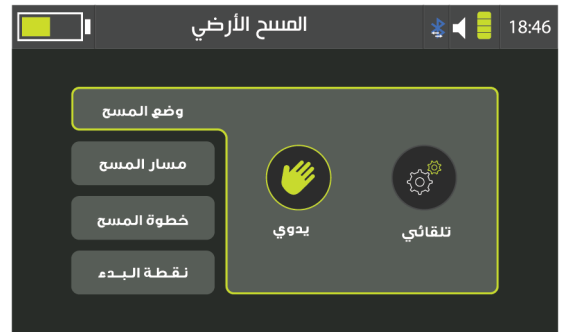 المسح الأرضي
18:46
وضع المسح
مسار المسح
خطوة المسح
نقطة البدء
يدوي
تلقائي